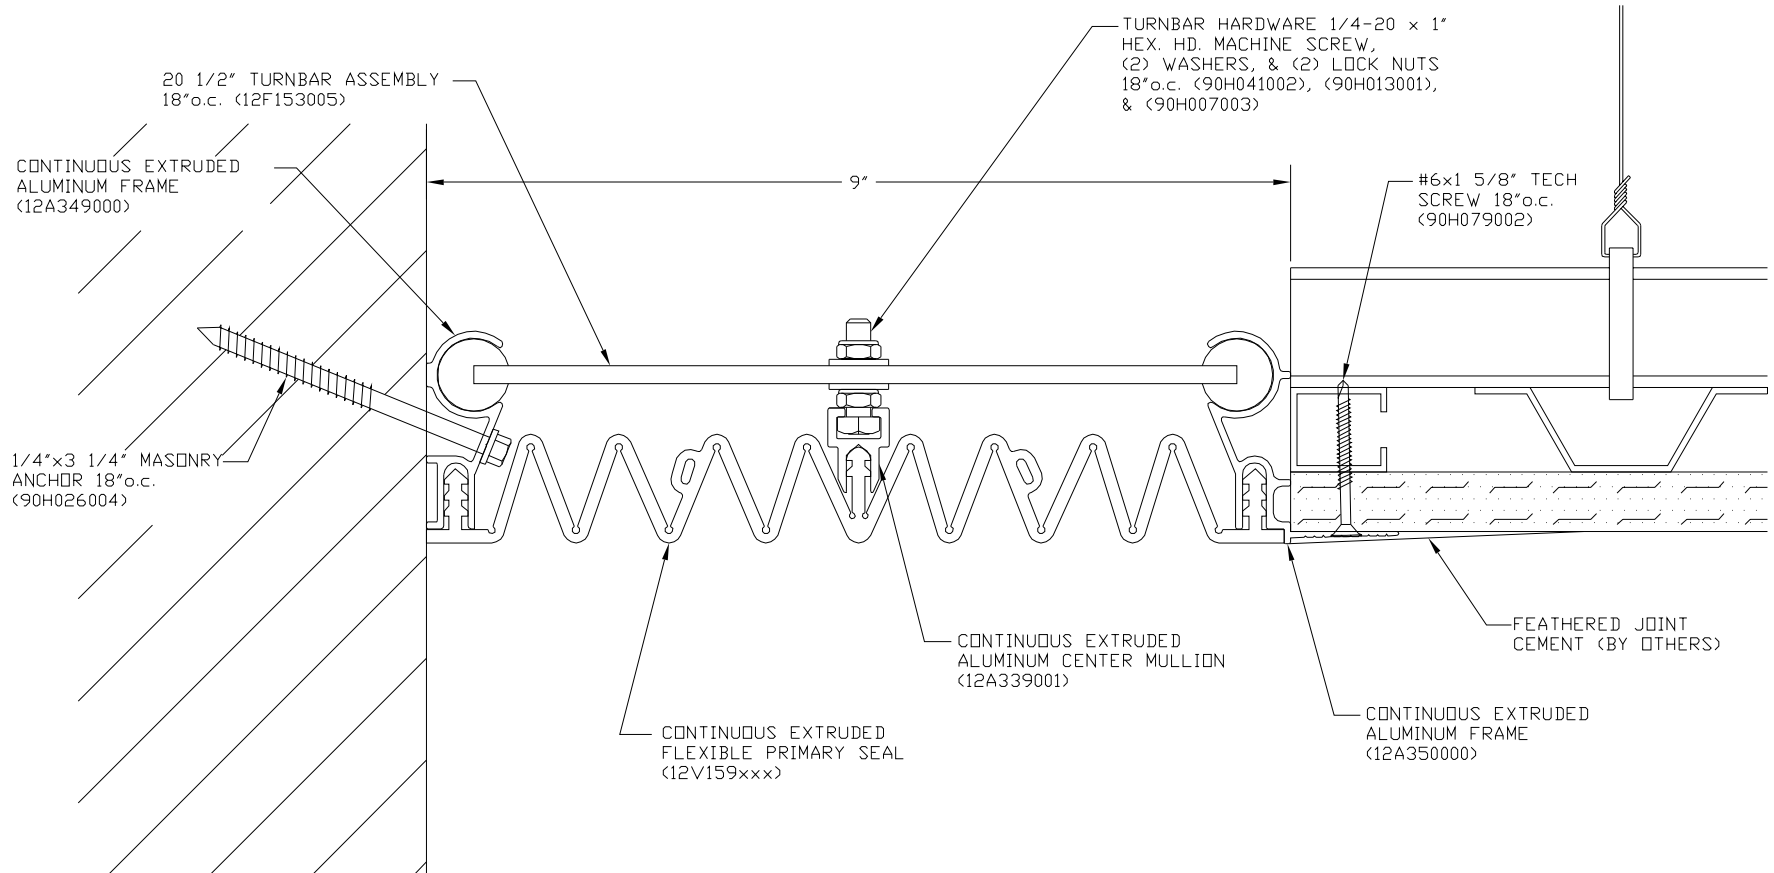 TURNBAR HARDWARE 1/4-20 x 1"
HEX. HD. MACHINE SCREW,
(2) WASHERS, & (2) LOCK NUTS
18"o.c. (90H041002), (90H013001),
& (90H007003)
20 1/2" TURNBAR ASSEMBLY
18"o.c. (12F153005)
CONTINUOUS EXTRUDED
ALUMINUM FRAME
(12A349000)
9"
#6x1 5/8" TECH
SCREW 18"o.c.
(90H079002)
1/4"x3 1/4" MASONRY
ANCHOR 18"o.c.
(90H026004)
FEATHERED JOINT
CEMENT (BY OTHERS)
CONTINUOUS EXTRUDED
ALUMINUM CENTER MULLION
(12A339001)
CONTINUOUS EXTRUDED
ALUMINUM FRAME
(12A350000)
CONTINUOUS EXTRUDED
FLEXIBLE PRIMARY SEAL
(12V159xxx)